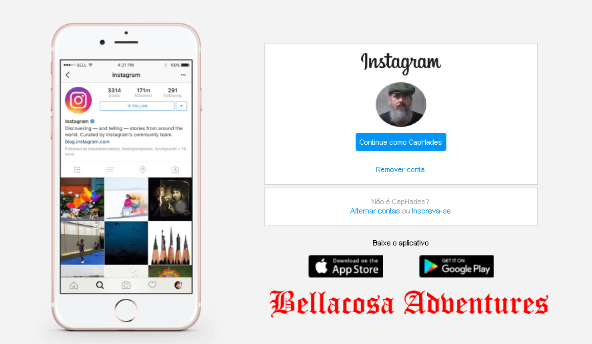 BELL
4:21 PM
100%
instagram
3314
171m
291
posts
followers
following
FOLLOW
instagram
Discovering — and telling — stories from around the
world. Curated by Instagram's community team.
blog.instagram.com
Followed by
more
Instagram
Continue como CapHades
Remover conta
Não é CapHades?
Alternar contas ou Inscreva-se
Baixe o aplicativo
Download on the
App Store
GET IT ON
Google Play
Bellacosa Adventures